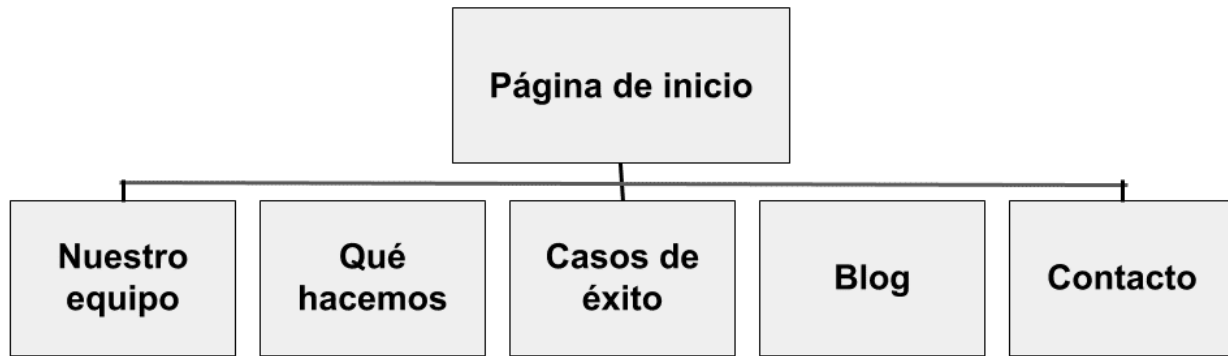 Página de inicio
Nuestro
equipo
Qué
hacemos
Casos de
éxito
Blog
Contacto